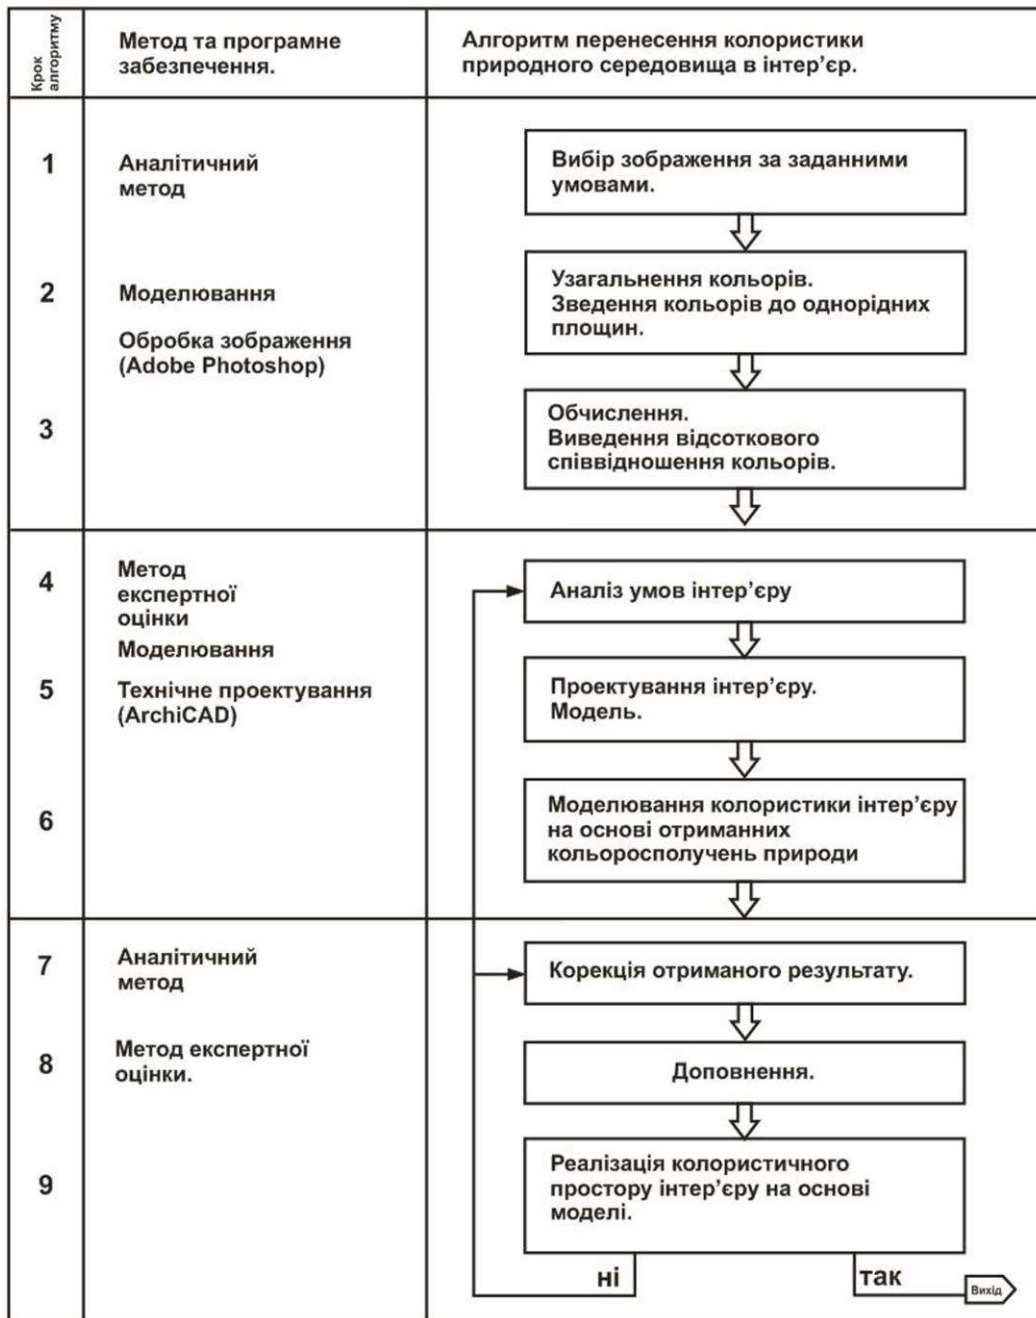 Крок
алгоритму
Метод та програмне
забезпечення.
Алгоритм перенесення колористики
природного середовища в інтер’єр.
1
Аналітичний
метод
Вибір зображення за заданними
умовами.
2
Моделювання
Обробка зображення
(Adobe Photoshop)
Узагальнення кольорів.
Зведення кольорів до однорідних
площин.
3
Обчислення.
Виведення відсоткового
співвідношення кольорів.
4
Метод
експертної
оцінки
Моделювання
Аналіз умов інтер’єру
5
Технічне проектування
(ArchiCAD)
Проектування інтер’єру.
Модель.
6
Моделювання колористики інтер’єру
на основі отриманних
кольоросполучень природи
7
Аналітичний
метод
Корекція отриманого результату.
8
Метод експертної
оцінки.
Доповнення.
9
Реалізація колористичного
простору інтер’єру на основі
моделі.
ні
так
Вихід